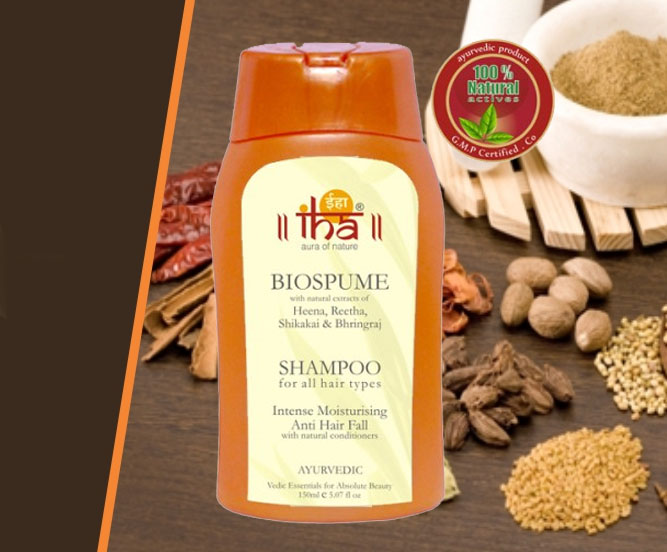 ayurvedic product
100%
Natural
actives
G.M.P Certified . Co
ईहा
॥ iha ® ॥
aura of nature
BIOSPUME
with natural extracts of
Heena, Reetha,
Shikakai & Bhringraj
SHAMPOO
for all hair types
Intense Moisturising
Anti Hair Fall
with natural conditioners
AYURVEDIC
Vedic Essentials for Absolute Beauty
150ml e 5.07 fl oz